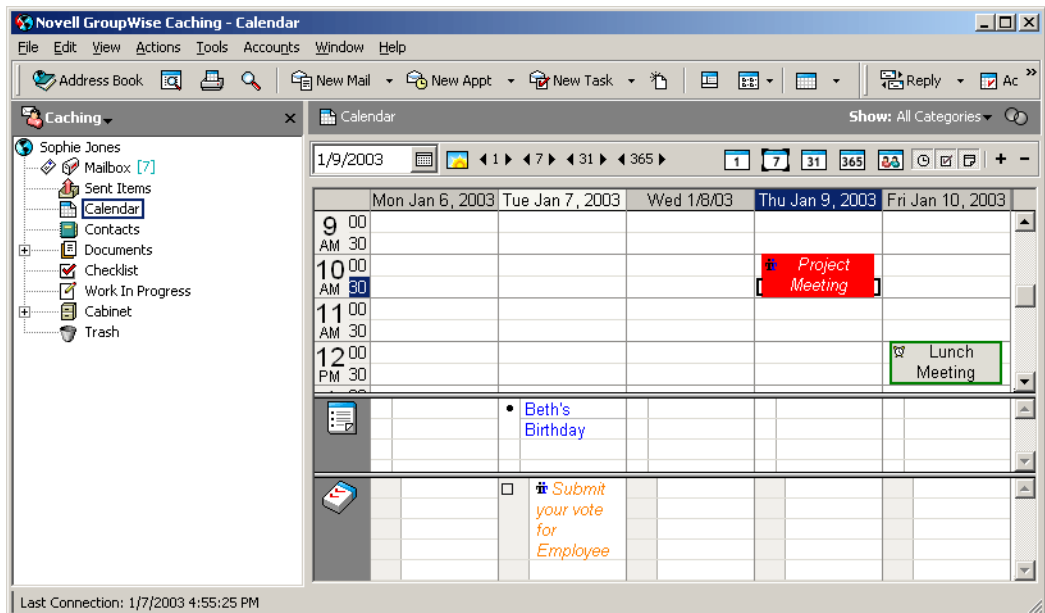 Novell GroupWise Caching - Calendar
File Edit View Actions Tools Accounts Window Help
Address Book New Mail New Appt New Task Reply Ac »
Caching × Calendar Show: All Categories
Sophie Jones
Mailbox [7]
Sent Items
Calendar
Contacts
Documents
Checklist
Work In Progress
Cabinet
Trash
1/9/2003 1 7 31 365 1 7 31 365 + -
Mon Jan 6, 2003 Tue Jan 7, 2003 Wed 1/8/03 Thu Jan 9, 2003 Fri Jan 10, 2003
9 00
AM 30
10 00
AM 30
11 00
AM 30
12 00
PM 30
Project
Meeting
Lunch
Meeting
• Beth's
Birthday
Submit
your vote
for
Employee
Last Connection: 1/7/2003 4:55:25 PM